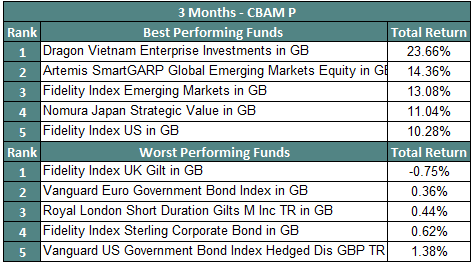 3 Months - CBAM P
Rank Best Performing Funds Total Return
1 Dragon Vietnam Enterprise Investments in GB 23.66%
2 Artemis SmartGARP Global Emerging Markets Equity in GB 14.36%
3 Fidelity Index Emerging Markets in GB 13.08%
4 Nomura Japan Strategic Value in GB 11.04%
5 Fidelity Index US in GB 10.28%
Rank Worst Performing Funds Total Return
1 Fidelity Index UK Gilt in GB -0.75%
2 Vanguard Euro Government Bond Index in GB 0.36%
3 Royal London Short Duration Gilts M Inc TR in GB 0.44%
4 Fidelity Index Sterling Corporate Bond in GB 0.62%
5 Vanguard US Government Bond Index Hedged Dis GBP TR 1.38%